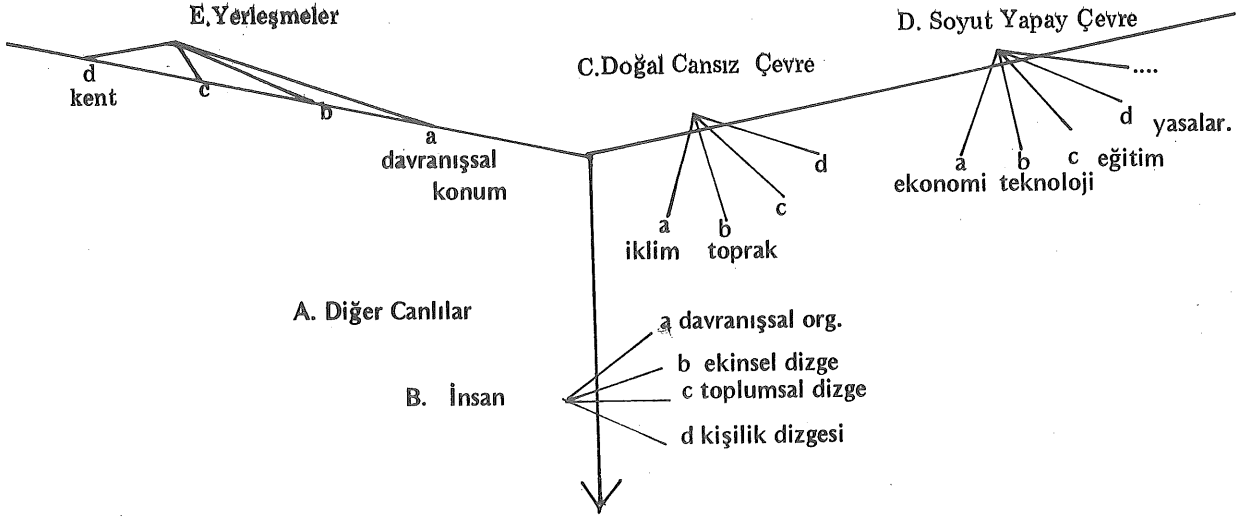 E.Yerleşmeler
d
kent
c
b
a
davranışsal
konum
C.Doğal Cansız Çevre
a
iklim
b
toprak
c
d
D. Soyut Yapay Çevre
a
ekonomi
b
teknoloji
c eğitim
d yasalar.
....
A. Diğer Canlılar
B. İnsan
a davranışsal org.
b ekinsel dizge
c toplumsal dizge
d kişilik dizgesi